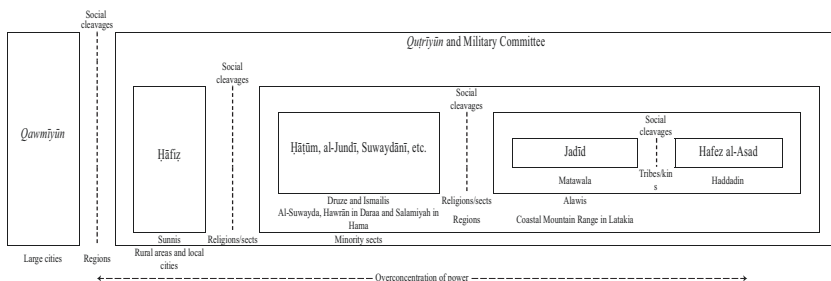 Social
cleavages
Quṭrīyūn and Military Committee
Social
cleavages
Social
cleavages
Social
cleavages
Qawmīyūn
Ḥāfiẓ
Ḥāṭūm, al-Jundī, Suwaydānī, etc.
Jadīd
Hafez al-Asad
Matawala
Tribes/kin
s
Haddadin
Druze and Ismailis
Religions/sects
Alawis
Al-Suwayda, Hawrān in Daraa and Salamiyah in
Hama
Regions
Coastal Mountain Range in Latakia
Sunnis
Religions/sects
Minority sects
Rural areas and local
cities
Large cities
Regions
Overconcentration of power